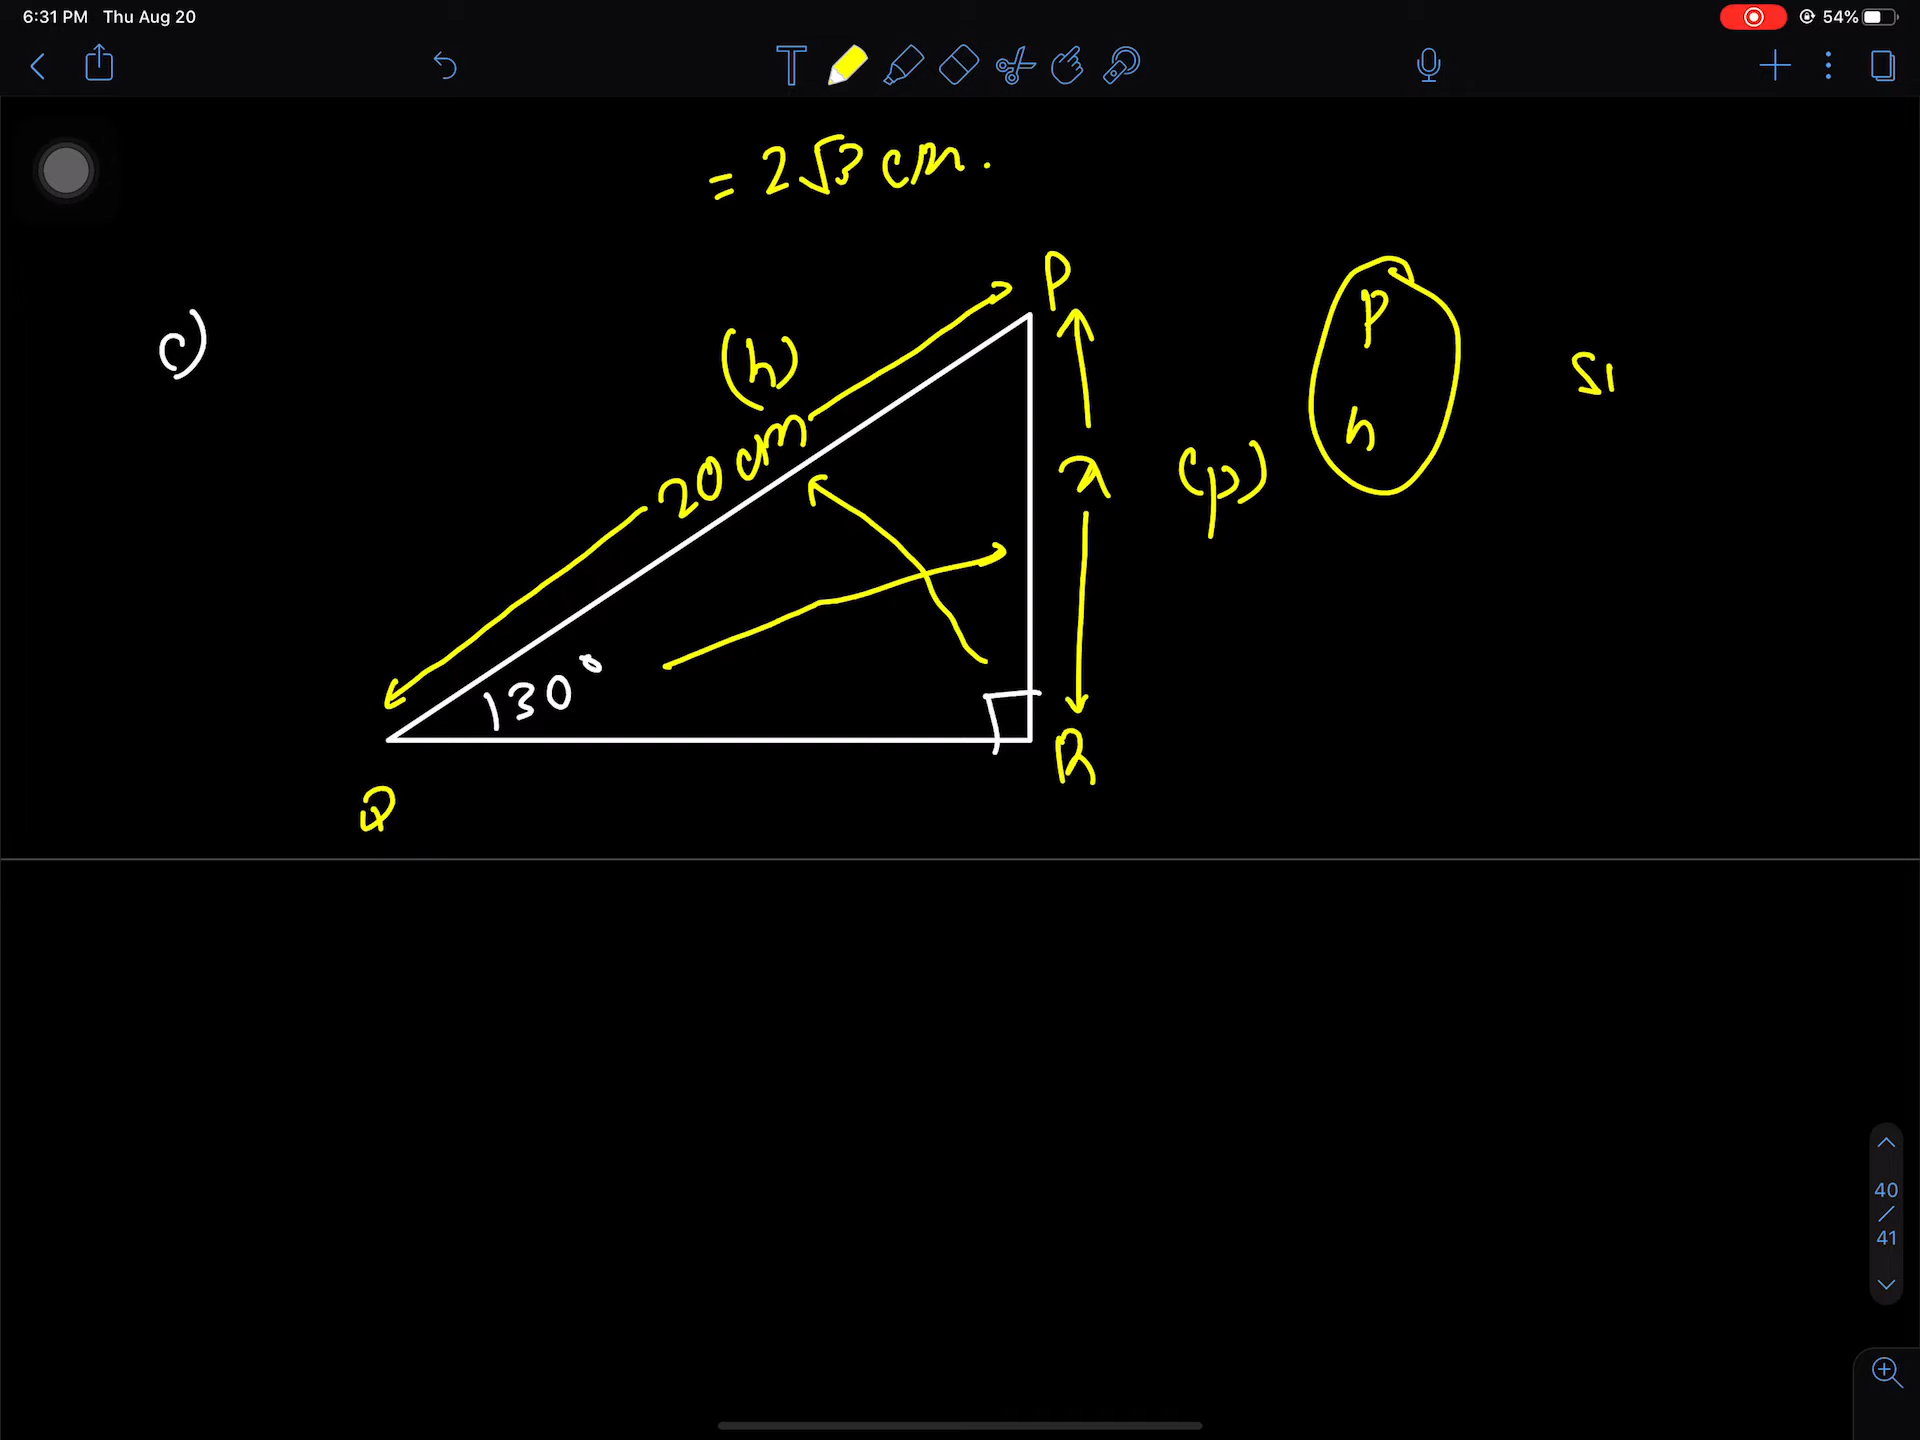 6:31 PM Thu Aug 20
54%
T
= 2√3 cm.
P
c)
(h)
p
si
20 cm
x
(p)
h
130°
R
Q
40
/
41